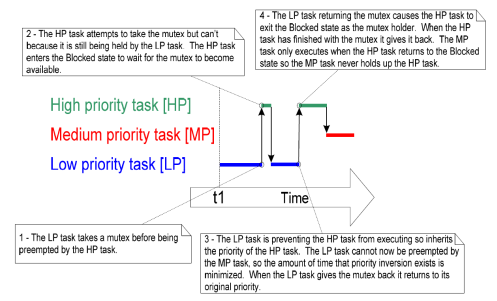 2 - The HP task attempts to take the mutex but can't
because it is still being held by the LP task. The HP task
enters the Blocked state to wait for the mutex to become
available.
4 - The LP task returning the mutex causes the HP task to
exit the Blocked state as the mutex holder. When the HP
task has finished with the mutex it gives it back. The MP
task only executes when the HP task returns to the Blocked
state so the MP task never holds up the HP task.
High priority task [HP]
Medium priority task [MP]
Low priority task [LP]
t1 Time
1 - The LP task takes a mutex before being
preempted by the HP task.
3 - The LP task is preventing the HP task from executing so inherits
the priority of the HP task. The LP task cannot now be preempted by
the MP task, so the amount of time that priority inversion exists is
minimized. When the LP task gives the mutex back it returns to its
original priority.